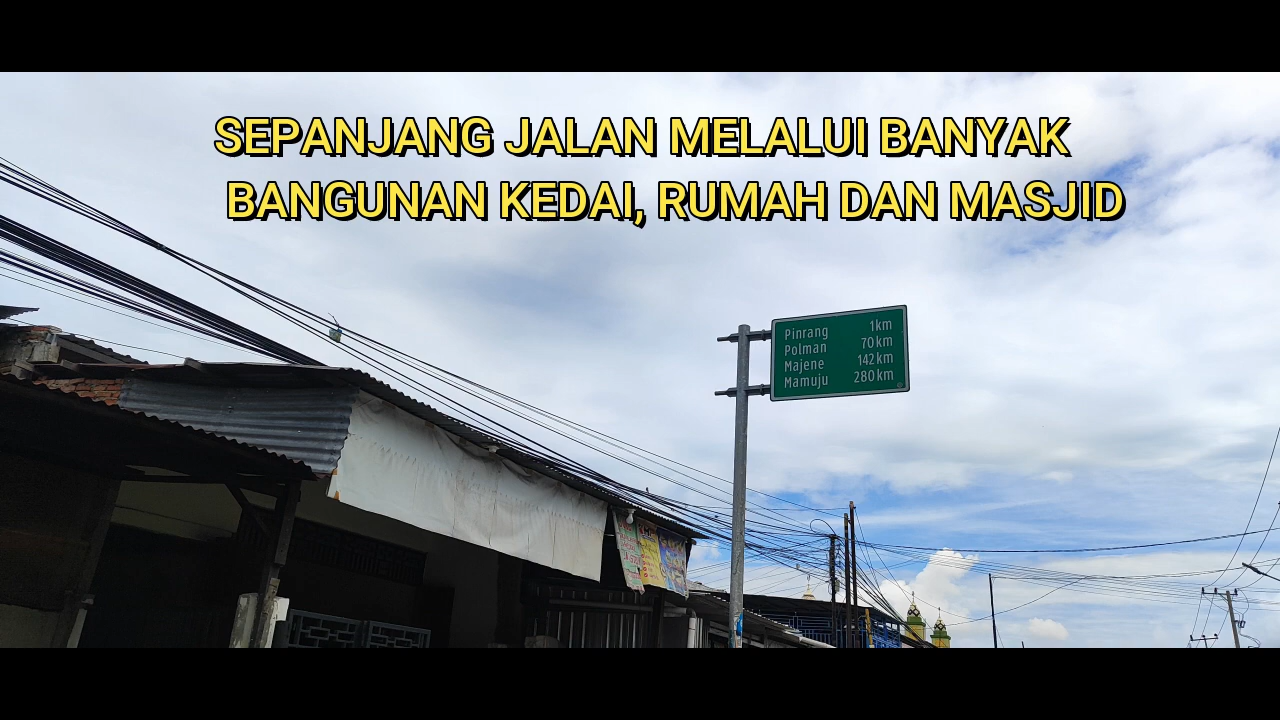 SEPANJANG JALAN MELALUI BANYAK
BANGUNAN KEDAI, RUMAH DAN MASJID
Pinrang 1km
Polman 70km
Majene 142km
Mamuju 280km